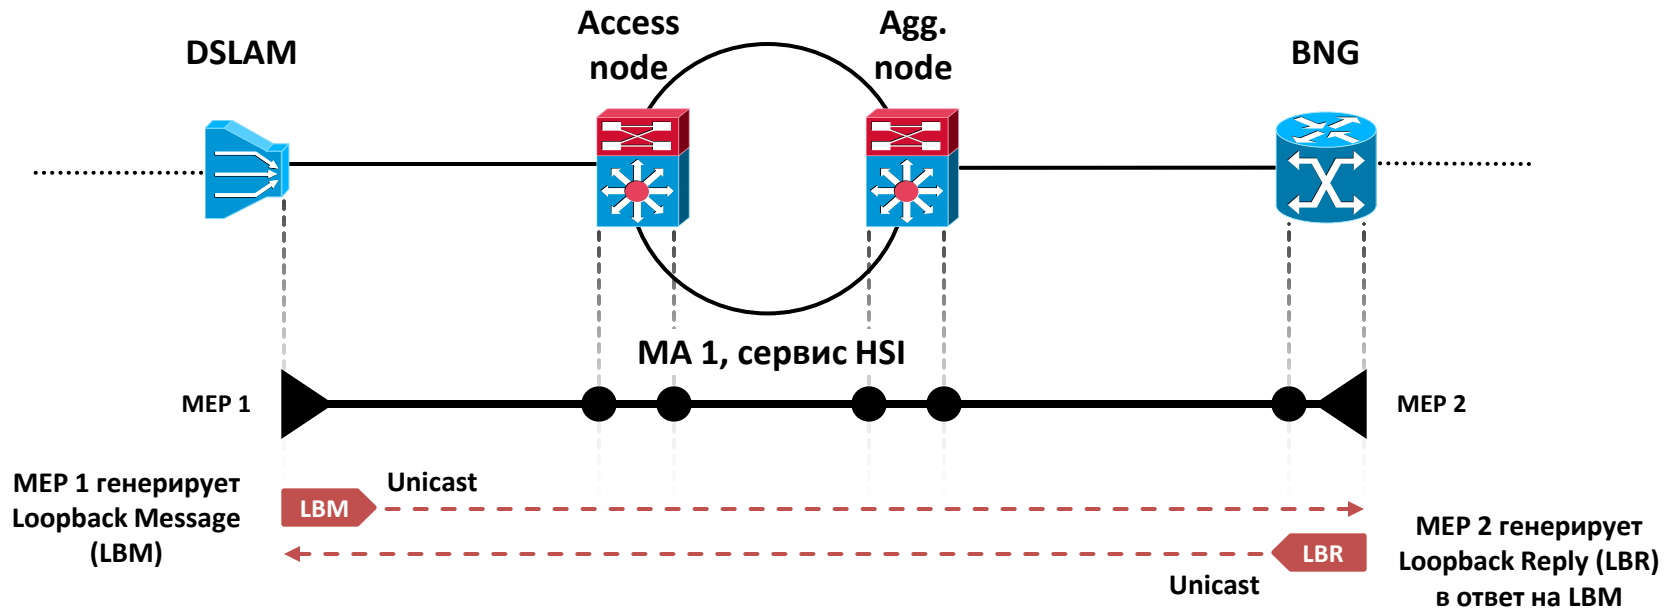 DSLAM
Access
node
Agg.
node
BNG
МА 1, сервис HSI
MEP 1
MEP 2
MEP 1 генерирует
Loopback Message
(LBM)
LBM
Unicast
LBR
Unicast
MEP 2 генерирует
Loopback Reply (LBR)
в ответ на LBM